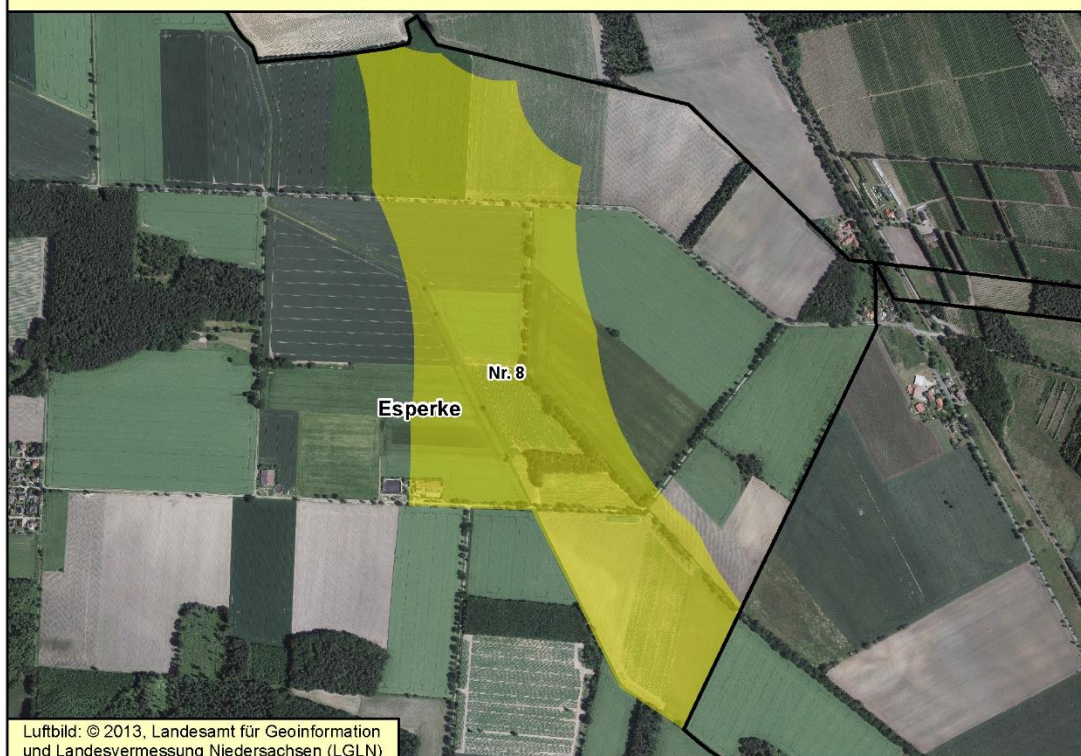 Nr. 8
Esperke
Luftbild: © 2013, Landesamt für Geoinformation
und Landesvermessung Niedersachsen (LGLN)